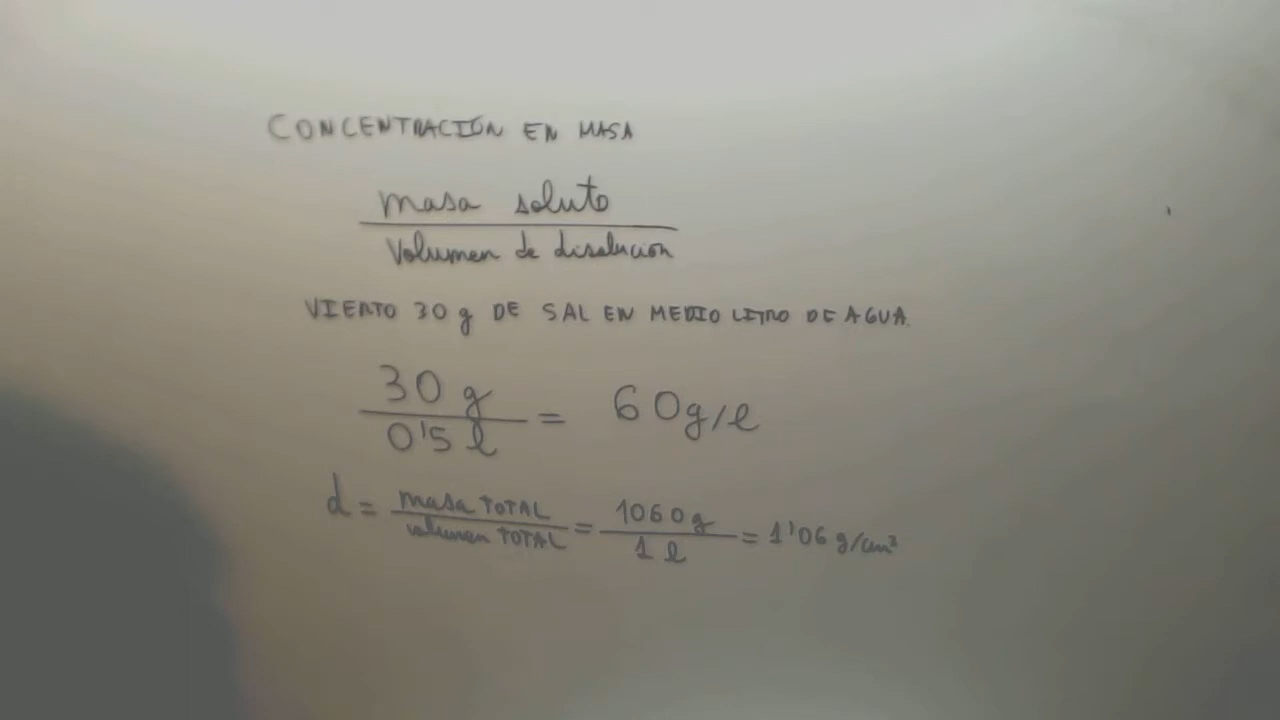 CONCENTRACIÓN EN MASA
masa soluto
Volumen de disolución
VIERTO 30 g DE SAL EN MEDIO LITRO DE AGUA.
30 g
0'5 l
= 60g/l
d = masa TOTAL
volumen TOTAL
= 1060 g
1 l
= 1'06 g/cm³